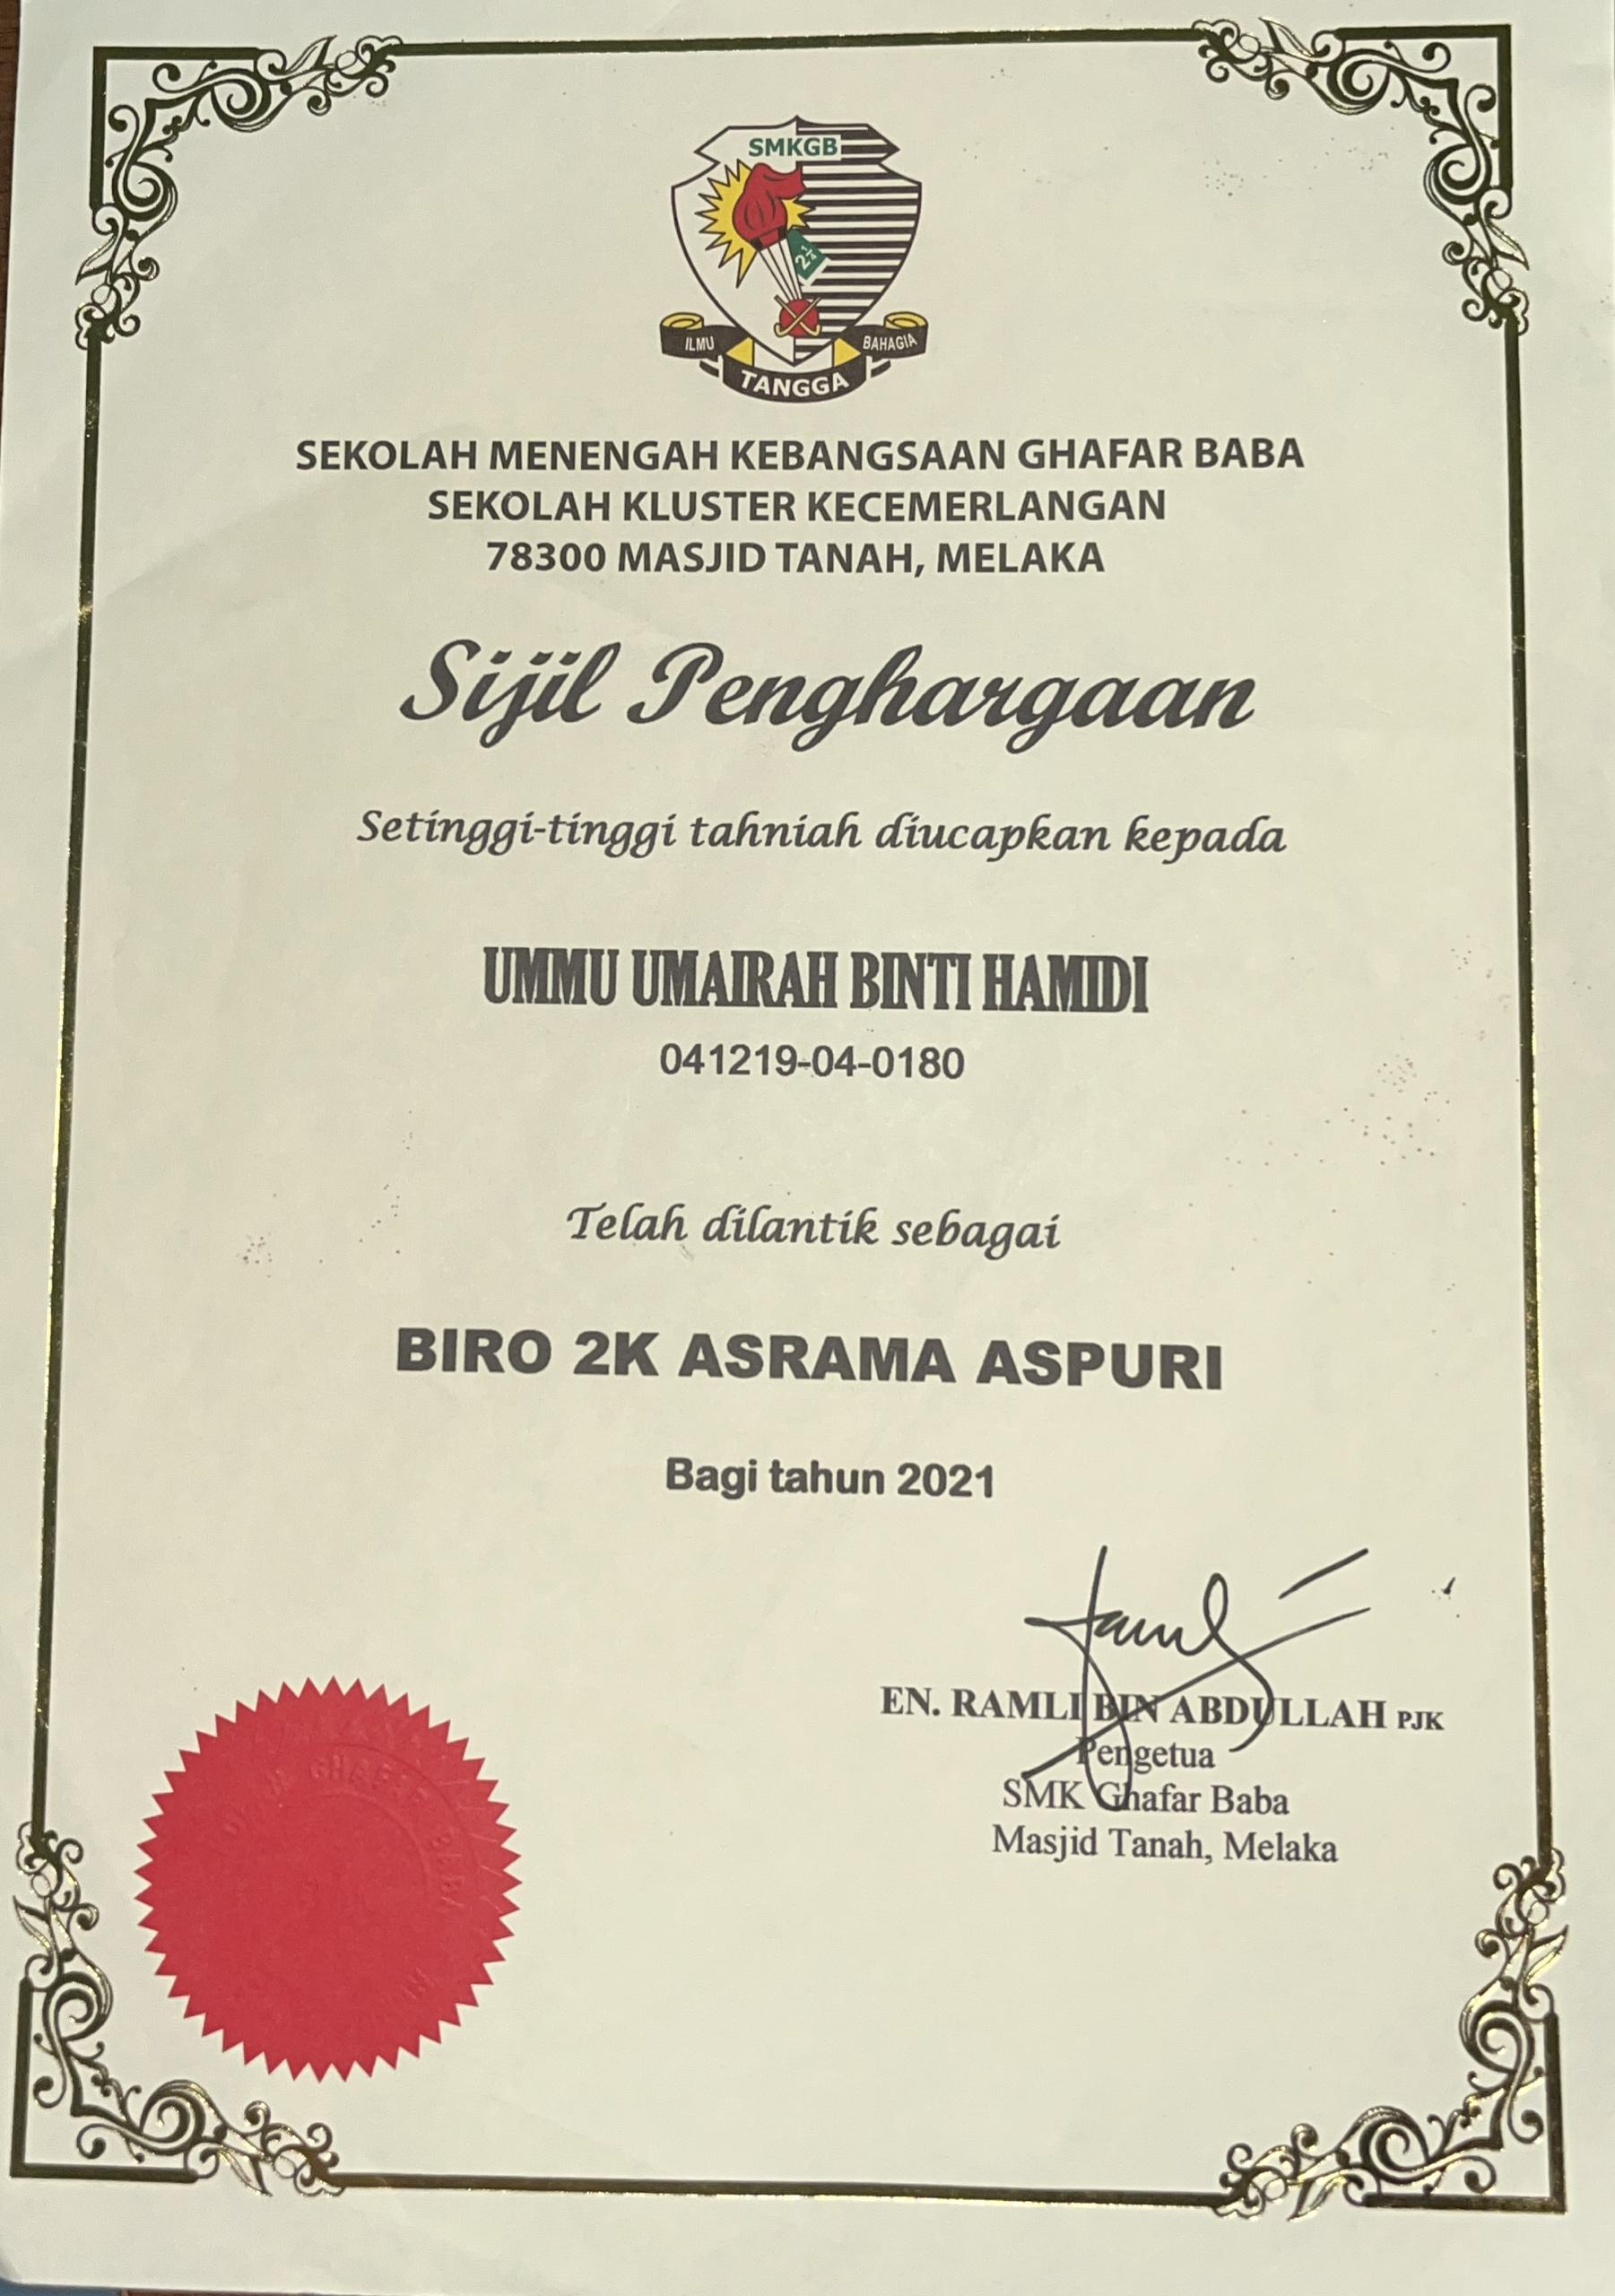 SMKGB
2 1/4
ILMU
TANGGA
BAHAGIA
SEKOLAH MENENGAH KEBANGSAAN GHAFAR BABA
SEKOLAH KLUSTER KECEMERLANGAN
78300 MASJID TANAH, MELAKA
Sijil Penghargaan
Setinggi-tinggi tahniah diucapkan kepada
UMMU UMAIRAH BINTI HAMIDI
041219-04-0180
Telah dilantik sebagai
BIRO 2K ASRAMA ASPURI
Bagi tahun 2021
EN. RAMLI BIN ABDULLAH PJK
Pengetua
SMK Ghafar Baba
Masjid Tanah, Melaka
GHAFAR BABA